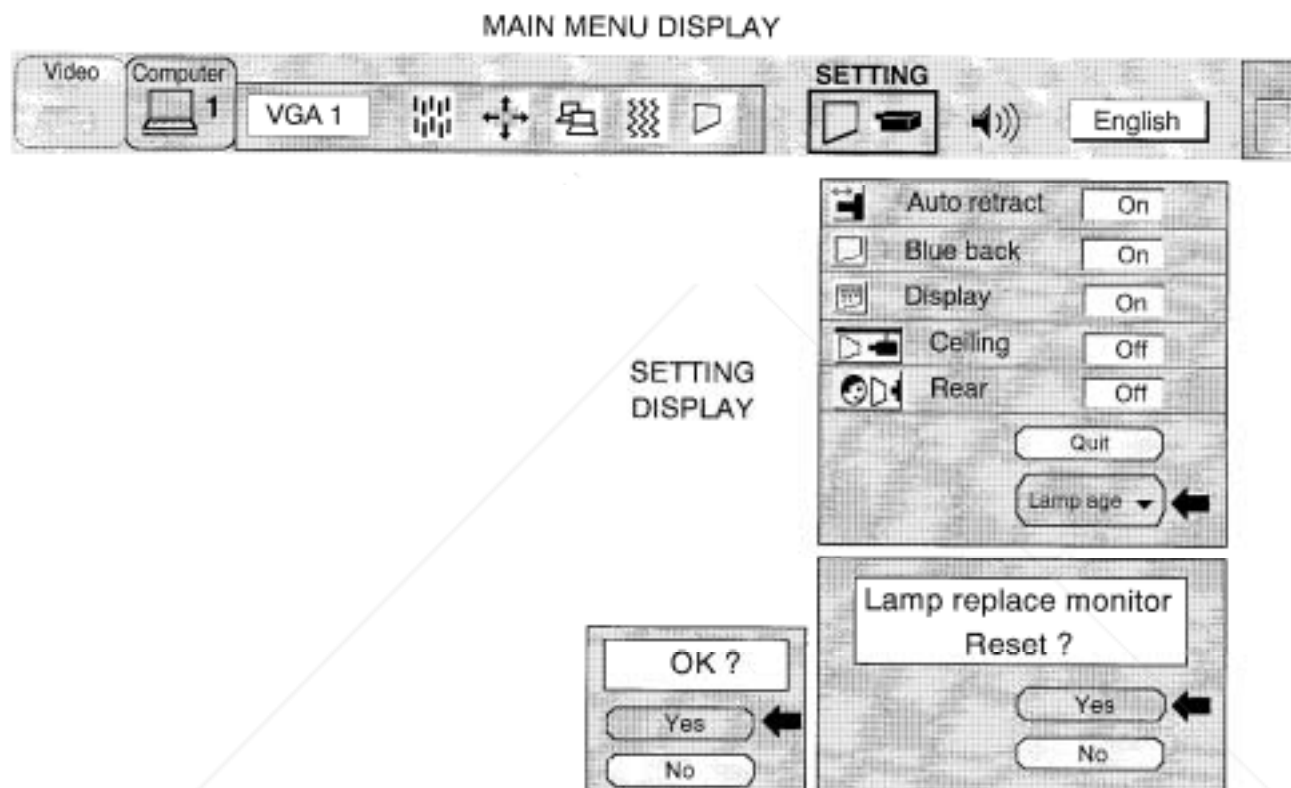 MAIN MENU DISPLAY
Video
Computer
1
VGA 1
SETTING
English
Auto retract On
Blue back On
Display On
Ceiling Off
Rear Off
SETTING
DISPLAY
Quit
Lamp age
Lamp replace monitor
Reset ?
Yes
No
OK ?
Yes
No